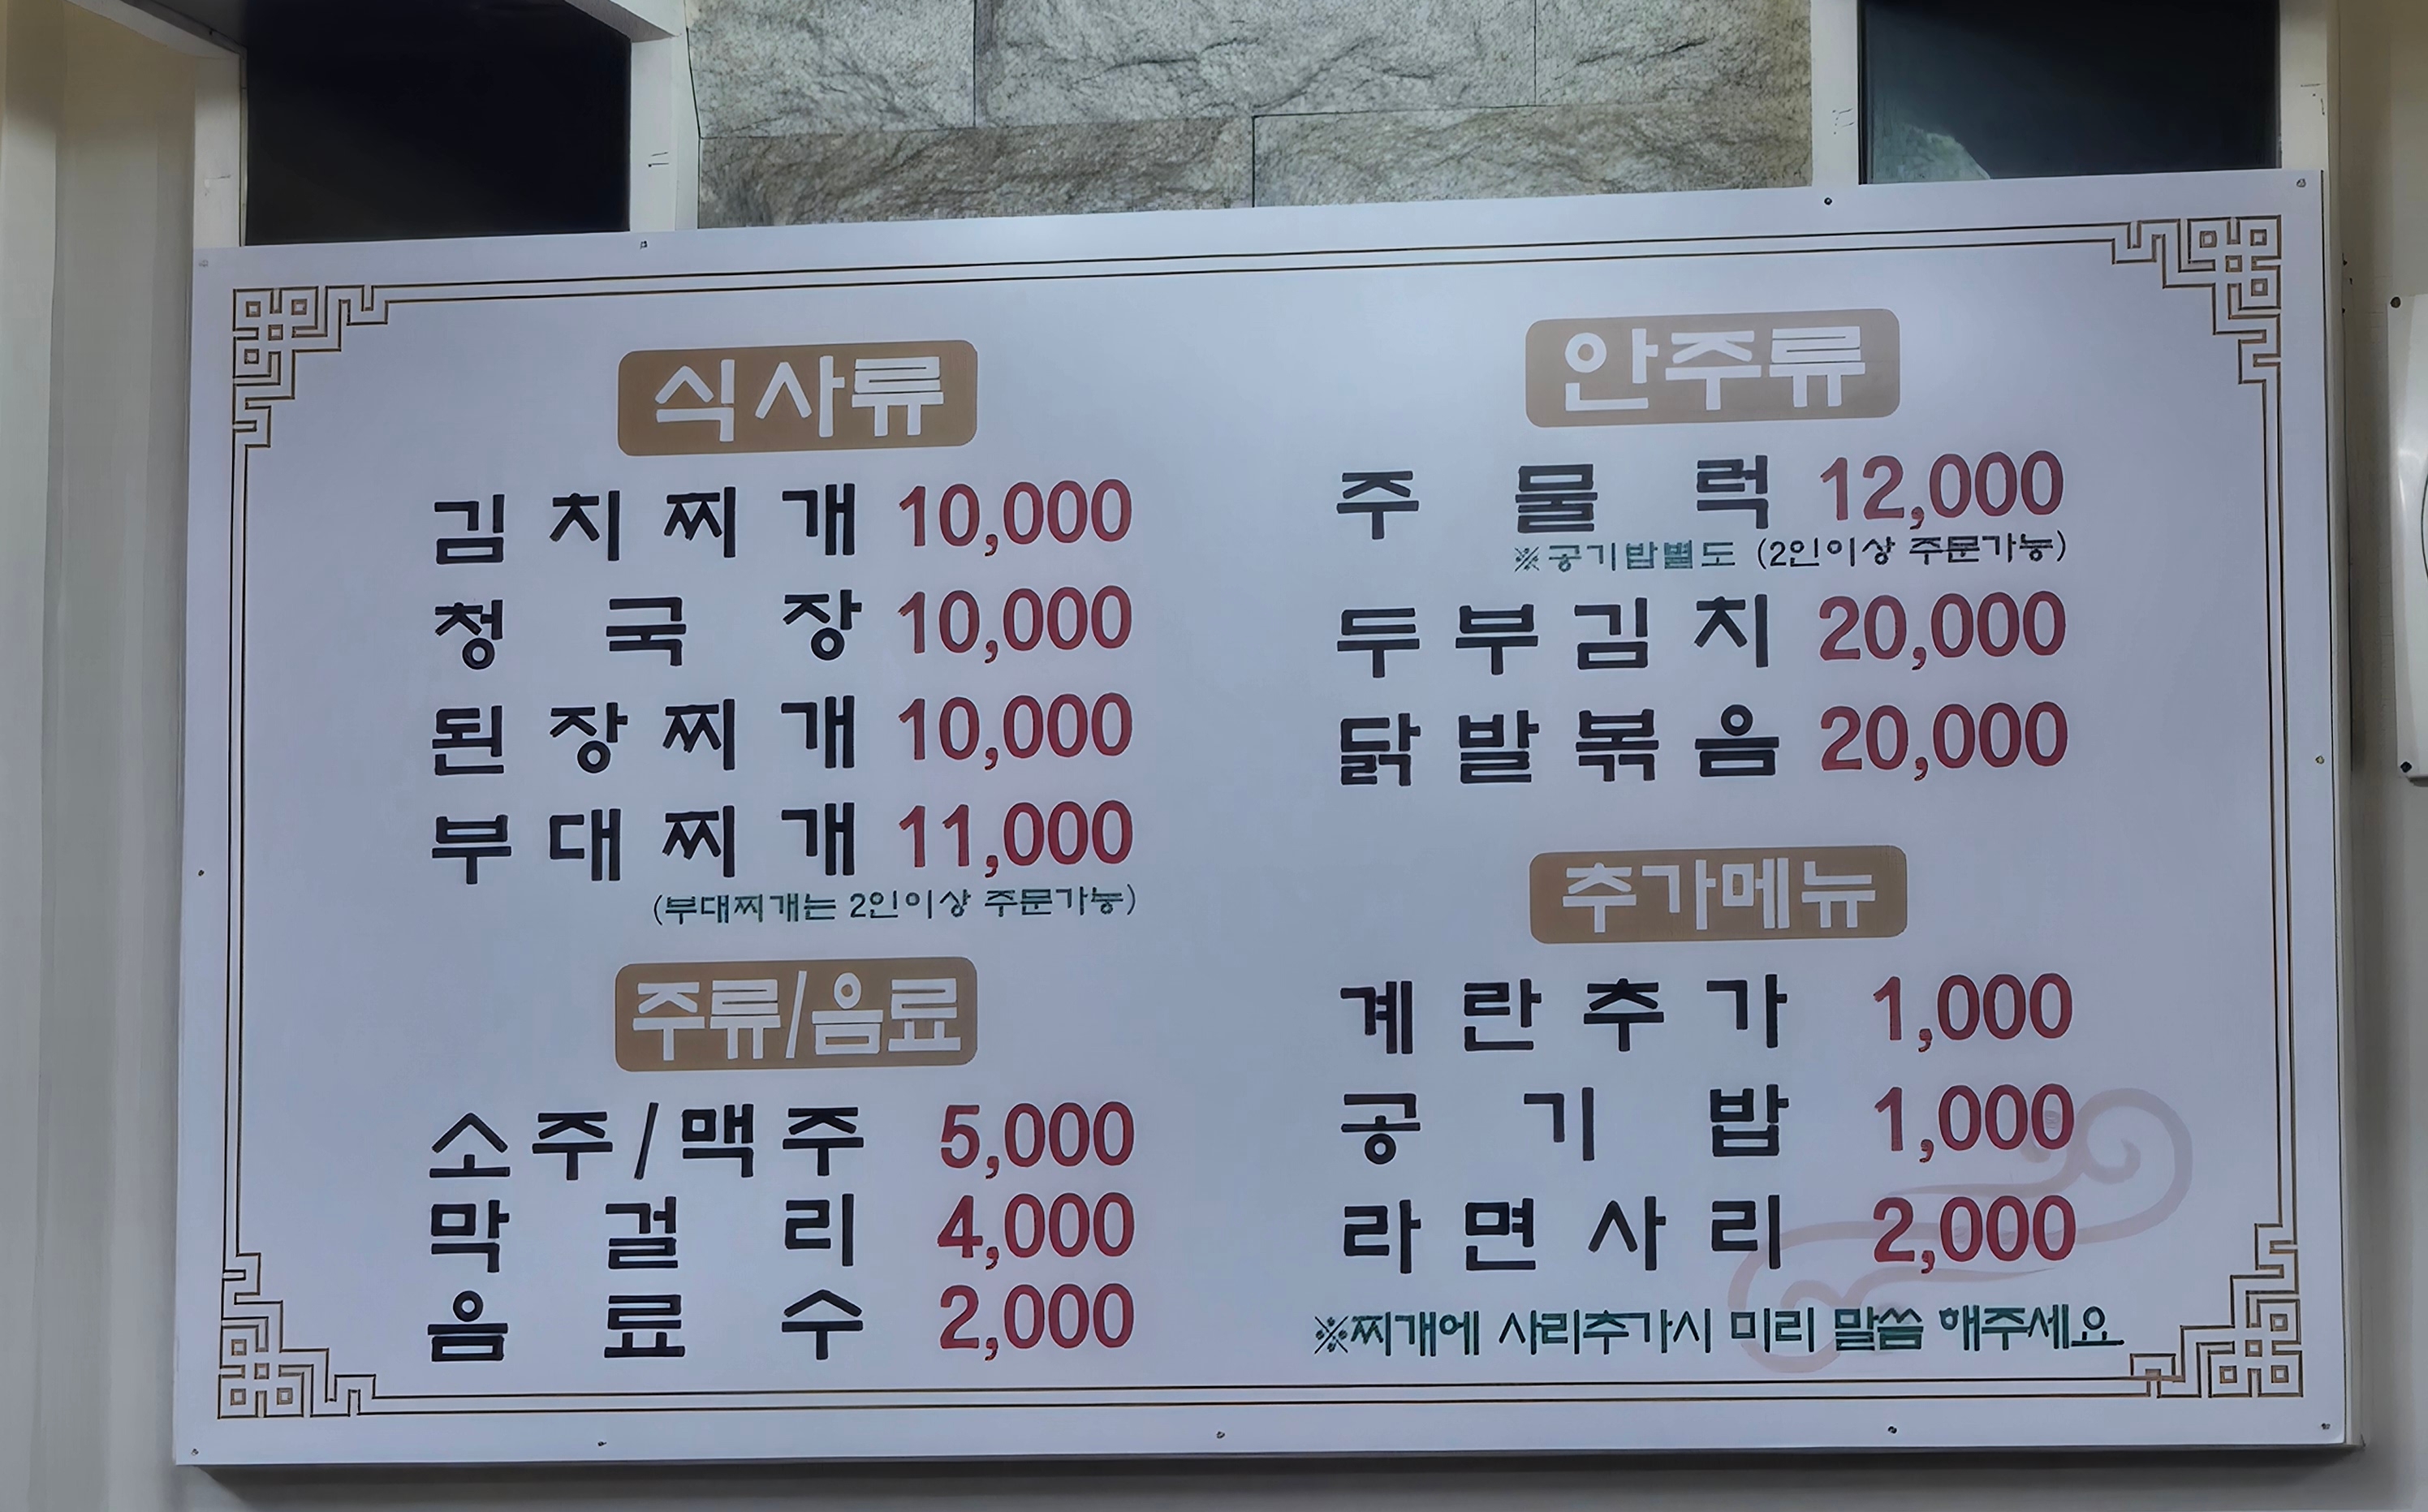 식사류
김치찌개 10,000
청국장 10,000
된장찌개 10,000
부대찌개 11,000
(부대찌개는 2인이상 주문가능)
주류/음료
소주/맥주 5,000
막걸리 4,000
음료수 2,000
안주류
주물럭 12,000
※공기밥별도 (2인이상 주문가능)
두부김치 20,000
닭발볶음 20,000
추가메뉴
계란추가 1,000
공기밥 1,000
라면사리 2,000
※찌개에 사리추가시 미리 말씀 해주세요